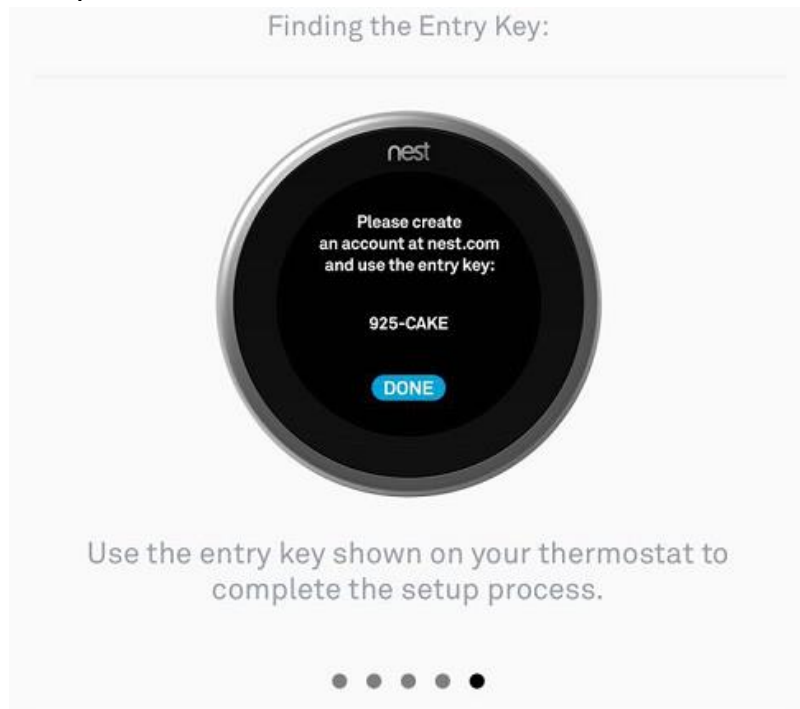 Finding the Entry Key:
nest
Please create
an account at nest.com
and use the entry key:
925-CAKE
DONE
Use the entry key shown on your thermostat to
complete the setup process.